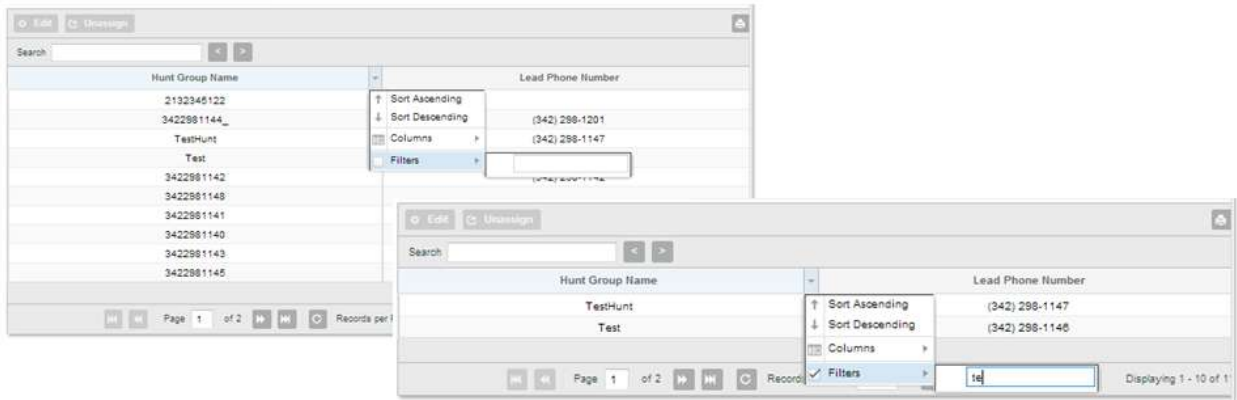 Edit Unassign
Search < >
Hunt Group Name Lead Phone Number
2132345122
3422981144_ (342) 298-1201
TestHunt (342) 298-1147
Test
3422981142
3422981148
3422981141
3422981140
3422981143
3422981145
Sort Ascending
Sort Descending
Columns
Filters
Page 1 of 2 Records per
Edit Unassign
Search < >
Hunt Group Name Lead Phone Number
TestHunt (342) 298-1147
Test (342) 298-1146
Sort Ascending
Sort Descending
Columns
Filters te
Page 1 of 2 Displaying 1 - 10 of